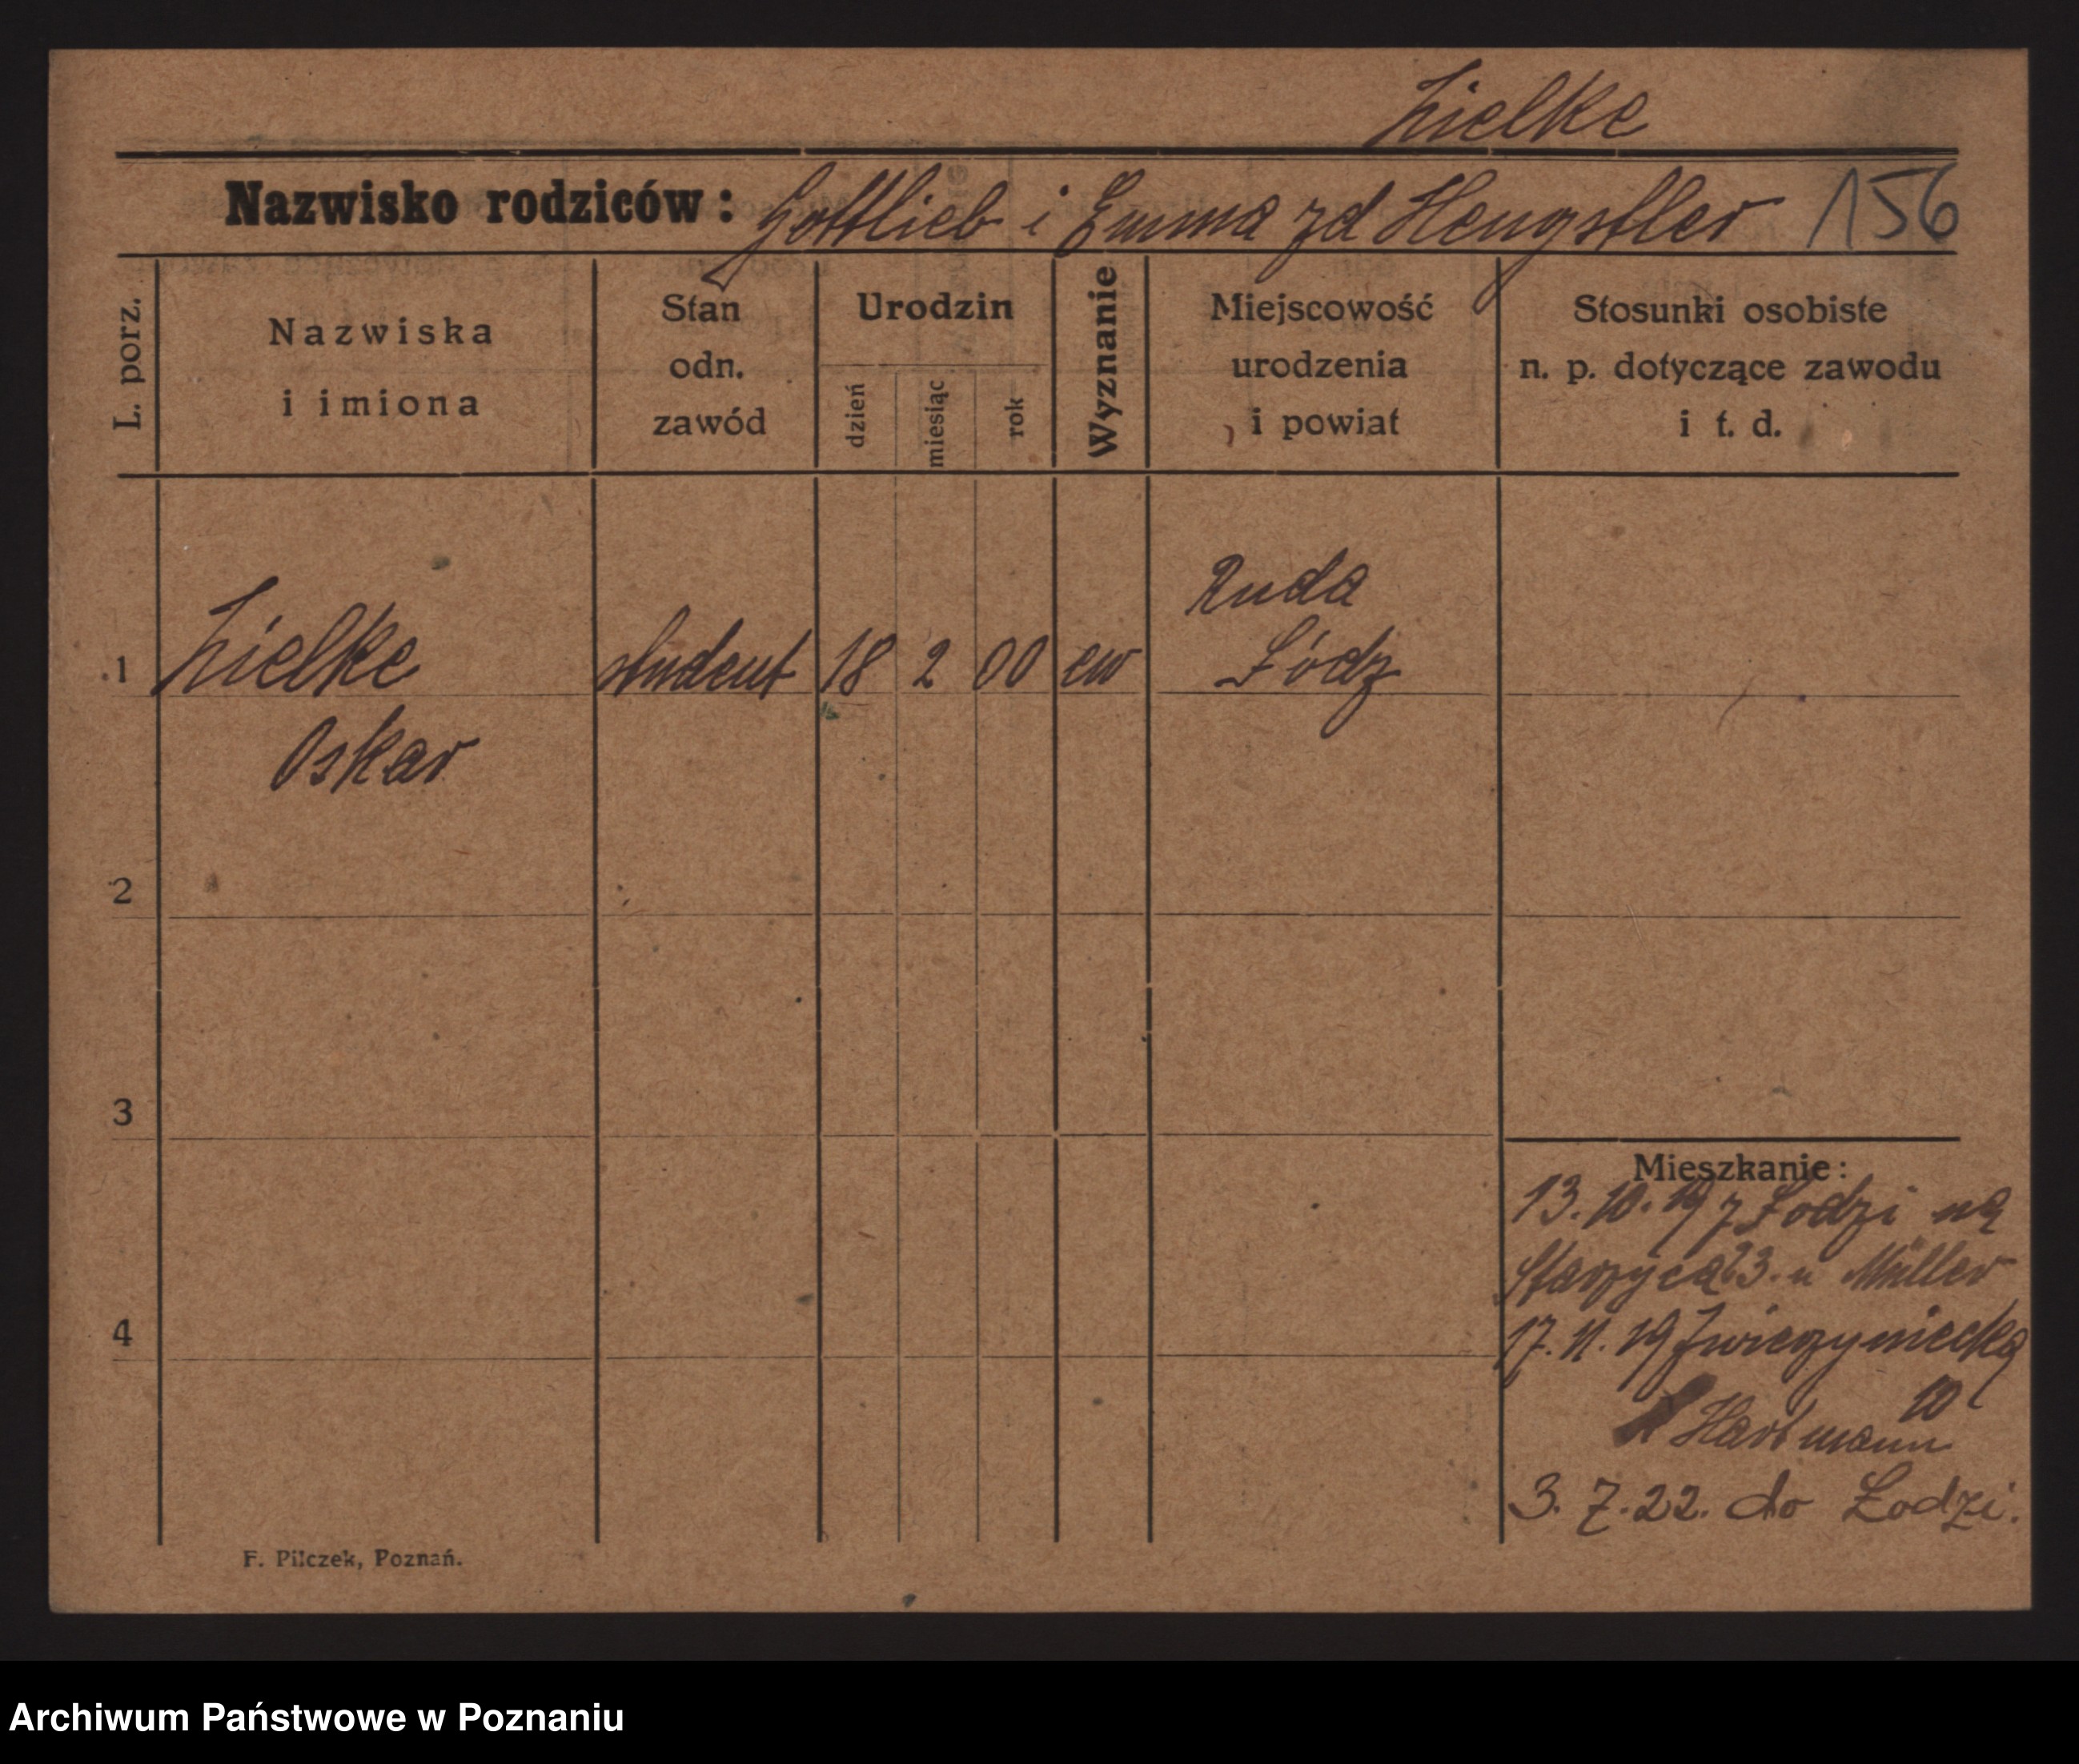 Zielke
Nazwisko rodziców: Gottlieb i Emma zd Hengstler 156
L. porz.
Nazwiska
i imiona
Stan
odn.
zawód
Urodzin
dzień
miesiąc
rok
Wyznanie
Miejscowość
urodzenia
i powiat
Stosunki osobiste
n. p. dotyczące zawodu
i t. d.
Ruda
1 Zielke student 18 2 00 ew Łódz
Oskar
2
3
Mieszkanie:
13. 10. 19 z Łodzi na
23. u Müller
4
17. 11. 19 Zwierzyniecka
10
Hartmann
3. 7. 22. do Łodzi.
F. Pilczek, Poznań.
Archiwum Państwowe w Poznaniu